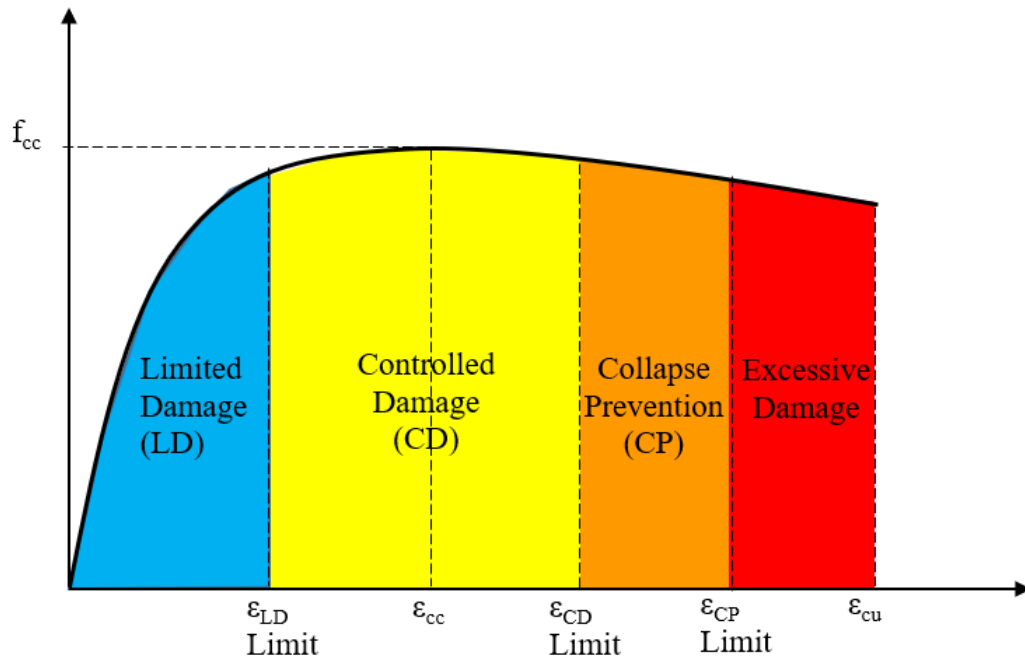 f_cc
Limited
Damage
(LD)
Controlled
Damage
(CD)
Collapse
Prevention
(CP)
Excessive
Damage
ε_LD
Limit
ε_cc
ε_CD
Limit
ε_CP
Limit
ε_cu